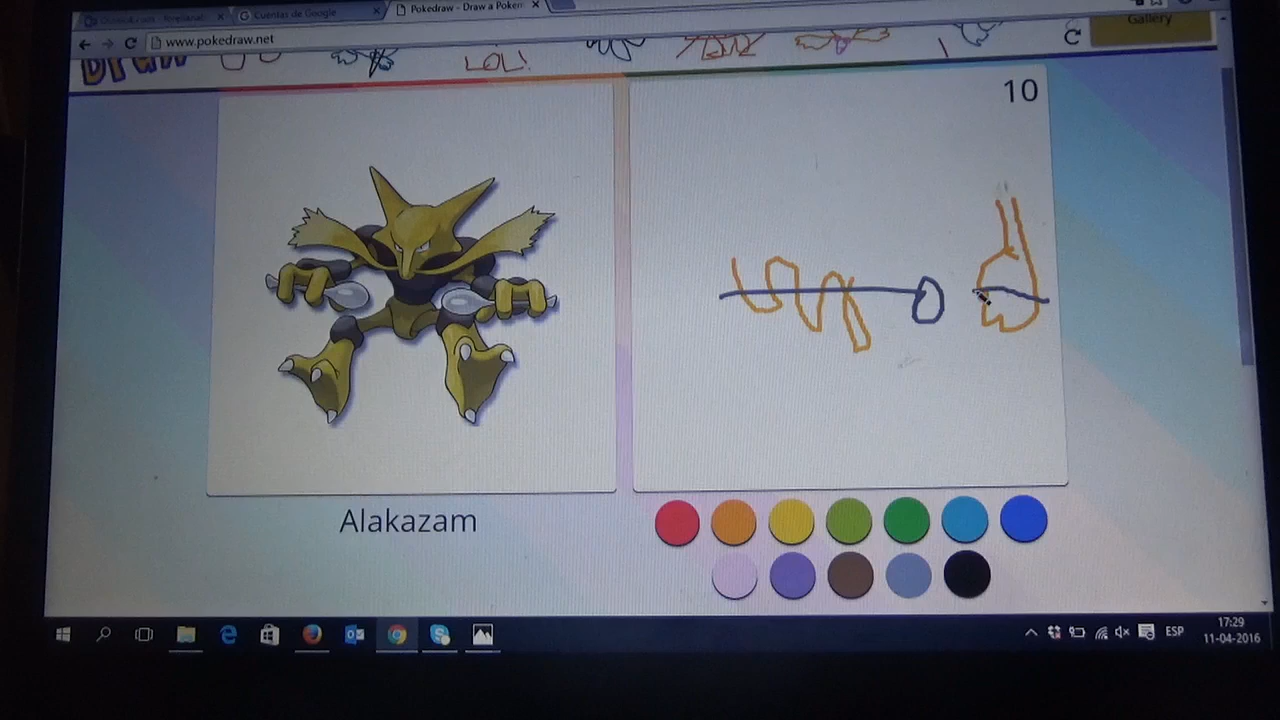 Cuentas de Google
Pokedraw - Draw a Pokem
www.pokedraw.net
Gallery
Draw
LOL!
10
Alakazam
ESP
17:29
11-04-2016